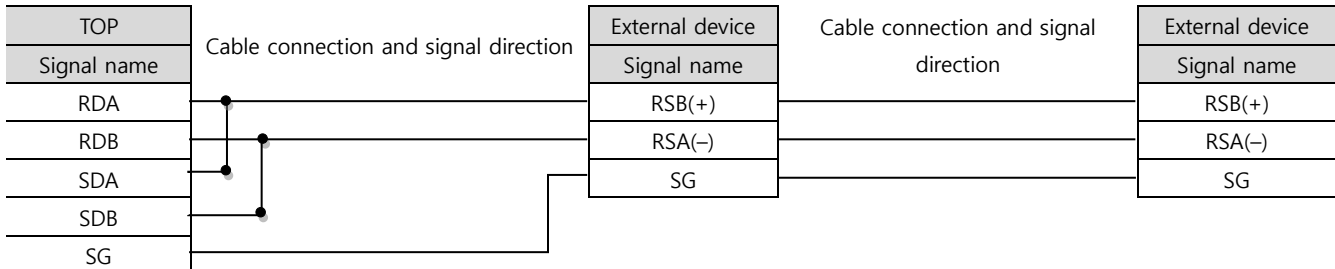 TOP
Signal name
RDA
RDB
SDA
SDB
SG
Cable connection and signal direction
External device
Signal name
RSB(+)
RSA(–)
SG
Cable connection and signal
direction
External device
Signal name
RSB(+)
RSA(–)
SG